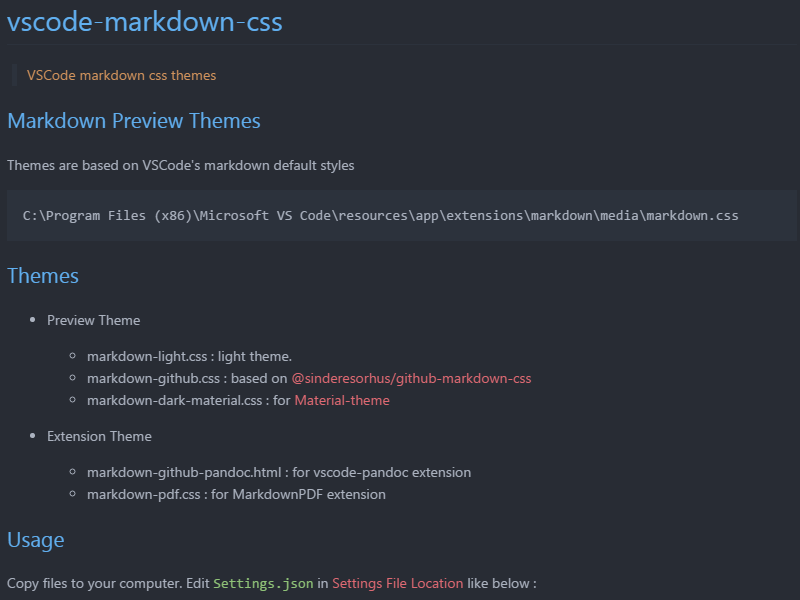 vscode-markdown-css
VSCode markdown css themes
Markdown Preview Themes
Themes are based on VSCode's markdown default styles
C:\Program Files (x86)\Microsoft VS Code\resources\app\extensions\markdown\media\markdown.css
Themes
Preview Theme
markdown-light.css : light theme.
markdown-github.css : based on @sinderesorhus/github-markdown-css
markdown-dark-material.css : for Material-theme
Extension Theme
markdown-github-pandoc.html : for vscode-pandoc extension
markdown-pdf.css : for MarkdownPDF extension
Usage
Copy files to your computer. Edit Settings.json in Settings File Location like below :